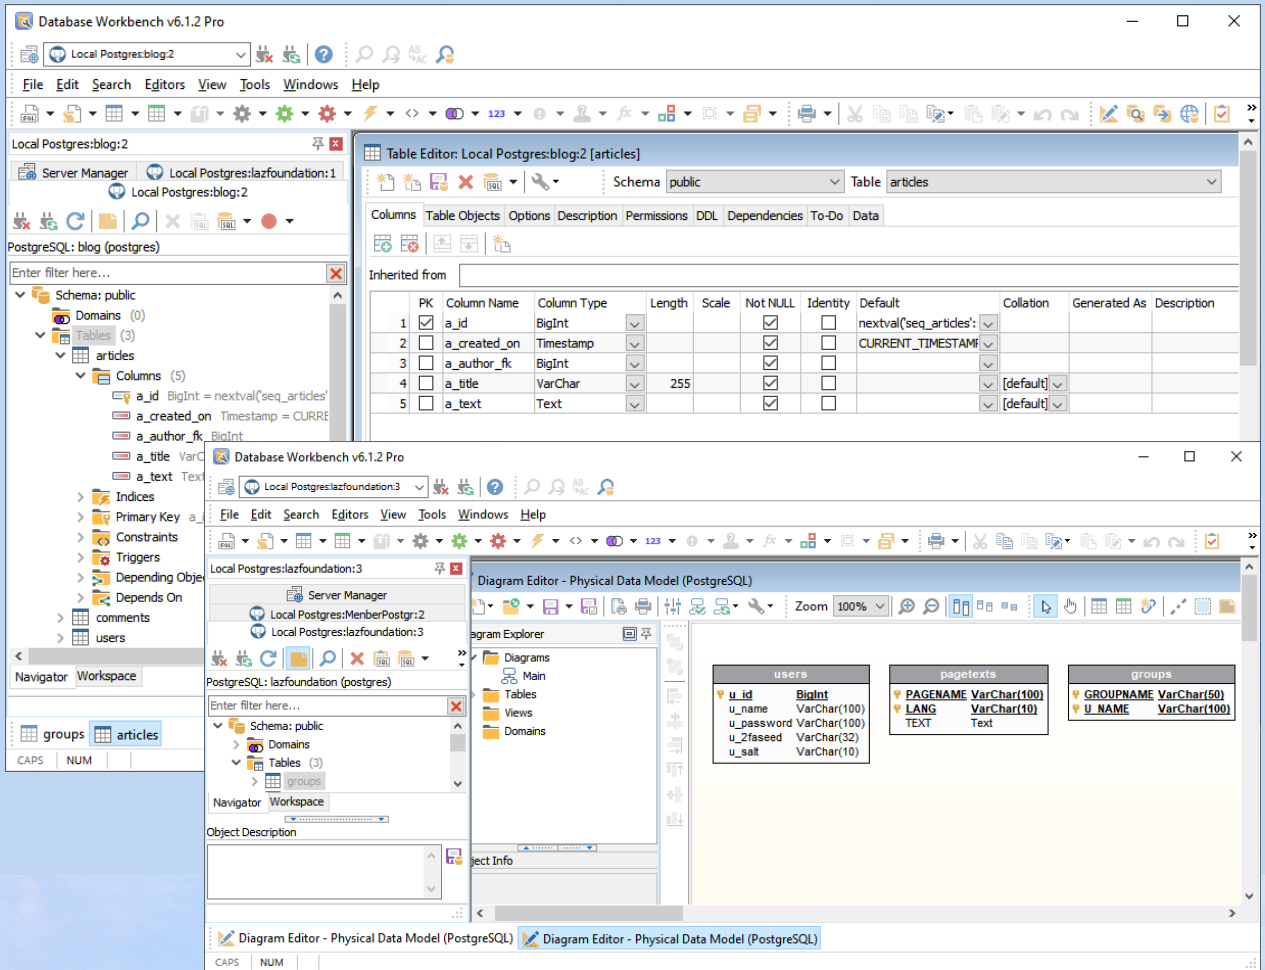 Database Workbench v6.1.2 Pro
Local Postgres:blog:2
File Edit Search Editors View Tools Windows Help
Local Postgres:blog:2
Server Manager Local Postgres:lazfoundation:1
Local Postgres:blog:2
PostgreSQL: blog (postgres)
Enter filter here...
Schema: public
Domains (0)
Tables (3)
articles
Columns (5)
a_id BigInt = nextval('seq_articles'
a_created_on Timestamp = CURRE
a_author_fk BigInt
a_title VarC
a_text Text
Indices
Primary Key a_i
Constraints
Triggers
Depending Obje
Depends On
comments
users
Navigator Workspace
groups articles
CAPS NUM
Table Editor: Local Postgres:blog:2 [articles]
Schema public Table articles
Columns Table Objects Options Description Permissions DDL Dependencies To-Do Data
Inherited from
PK Column Name Column Type Length Scale Not NULL Identity Default Collation Generated As Description
1 a_id BigInt nextval('seq_articles':
2 a_created_on Timestamp CURRENT_TIMESTAMP
3 a_author_fk BigInt
4 a_title VarChar 255 [default]
5 a_text Text [default]
Database Workbench v6.1.2 Pro
Local Postgres:lazfoundation:3
File Edit Search Editors View Tools Windows Help
123
Local Postgres:lazfoundation:3
Server Manager
Local Postgres:MenberPostgr:2
Local Postgres:lazfoundation:3
PostgreSQL: lazfoundation (postgres)
Enter filter here...
Schema: public
Domains
Tables (3)
groups
Navigator Workspace
Object Description
Diagram Editor - Physical Data Model (PostgreSQL)
Zoom 100%
agram Explorer
Diagrams
Main
Tables
Views
Domains
ject Info
users
u_id BigInt
u_name VarChar(100)
u_password VarChar(100)
u_2faseed VarChar(32)
u_salt VarChar(10)
pagetexts
PAGENAME VarChar(100)
LANG VarChar(10)
TEXT Text
groups
GROUPNAME VarChar(50)
U_NAME VarChar(100)
Diagram Editor - Physical Data Model (PostgreSQL) Diagram Editor - Physical Data Model (PostgreSQL)
CAPS NUM